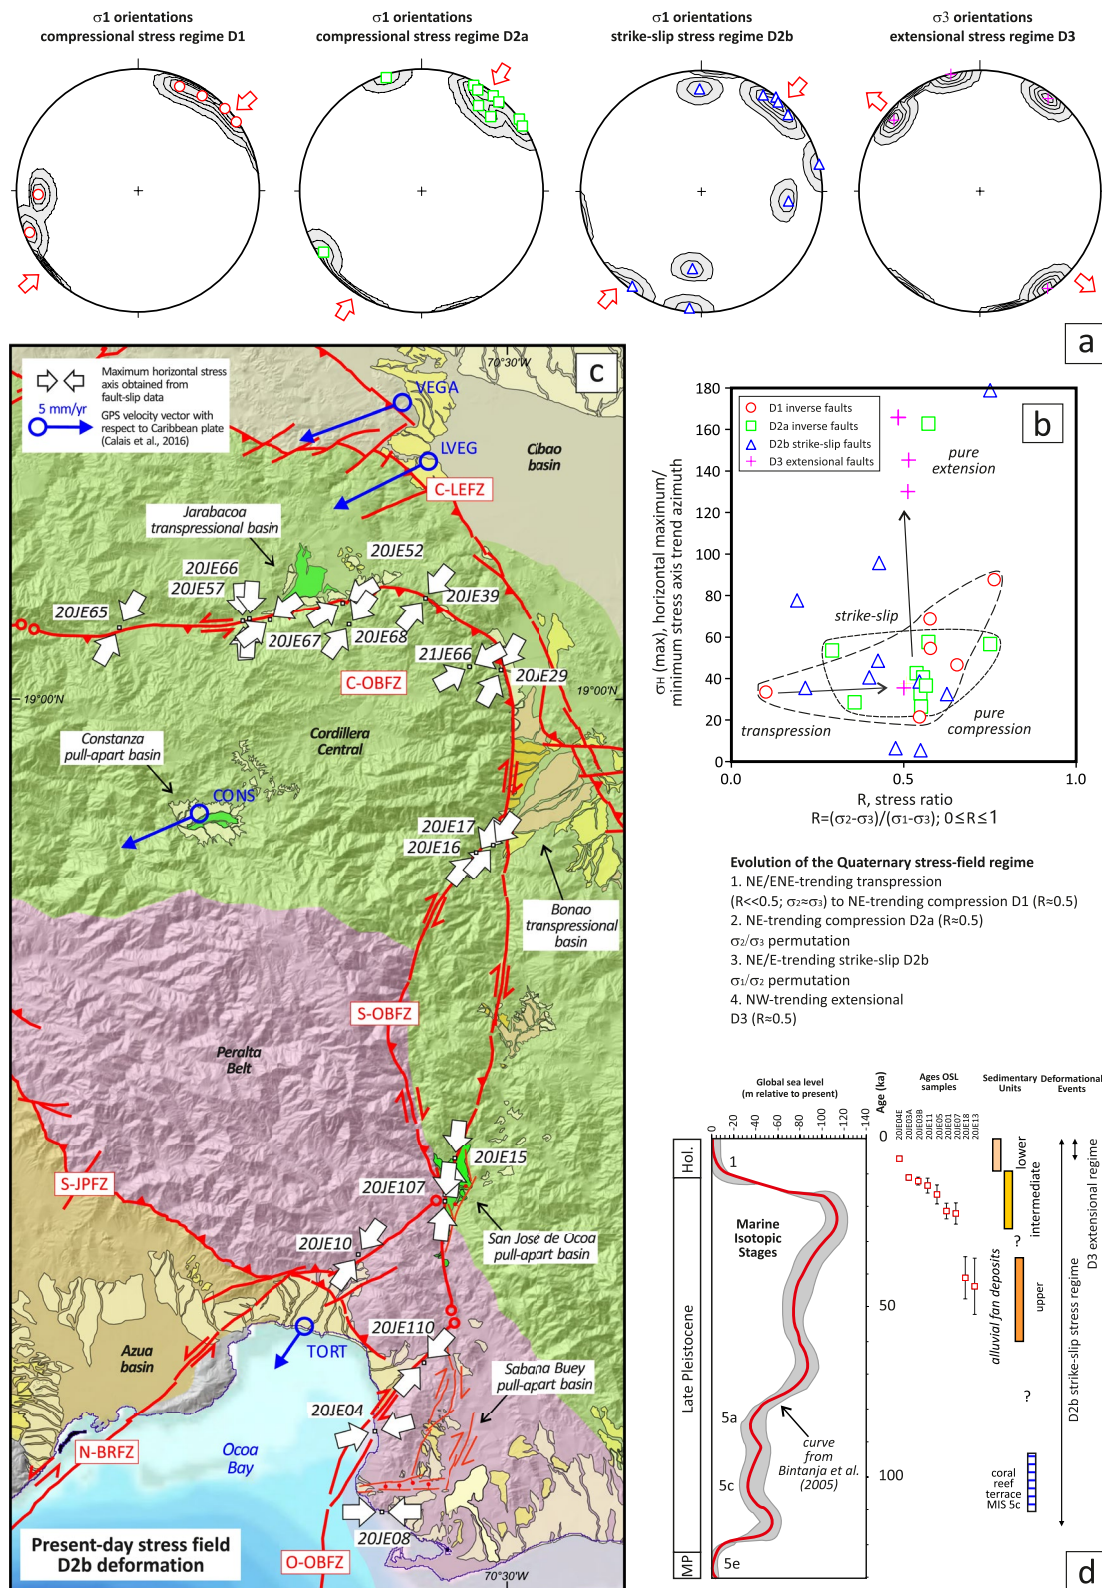 σ1 orientations
compressional stress regime D1
σ1 orientations
compressional stress regime D2a
σ1 orientations
strike-slip stress regime D2b
σ3 orientations
extensional stress regime D3
a
Maximum horizontal stress
axis obtained from
fault-slip data
5 mm/yr
GPS velocity vector with
respect to Caribbean plate
(Calais et al., 2016)
c
70°30'W
VEGA
LVEG
Cibao
basin
C-LEFZ
Jarabacoa
transpressional basin
20JE52
20JE66
20JE57
20JE65
20JE39
20JE67
20JE68
21JE66
20JE29
C-OBFZ
19°00'N
19°00'N
Constanza
pull-apart basin
Cordillera
Central
CONS
20JE17
20JE16
Bonao
transpressional
basin
S-OBFZ
Peralta
Belt
20JE15
S-JPFZ
20JE107
San Jose de Ocoa
pull-apart basin
20JE10
20JE110
TORT
Azua
basin
Sabana Buey
pull-apart basin
20JE04
N-BRFZ
Ocoa
Bay
20JE08
Present-day stress field
D2b deformation
O-OBFZ
70°30'W
b
D1 inverse faults
D2a inverse faults
D2b strike-slip faults
D3 extensional faults
pure
extension
strike-slip
transpression
pure
compression
180
160
140
120
100
80
60
40
20
0
0.0
0.5
1.0
σH (max), horizontal maximum/
minimum stress axis trend azimuth
R, stress ratio
R=(σ2-σ3)/(σ1-σ3); 0≤R≤1
Evolution of the Quaternary stress-field regime
1. NE/ENE-trending transpression
(R<<0.5; σ2≈σ3) to NE-trending compression D1 (R≈0.5)
2. NE-trending compression D2a (R≈0.5)
σ2/σ3 permutation
3. NE/E-trending strike-slip D2b
σ1/σ2 permutation
4. NW-trending extensional
D3 (R≈0.5)
Global sea level
(m relative to present)
0
-20
-40
-60
-80
-100
-120
-140
Age (ka)
0
50
100
Ages OSL
samples
20JE04E
20JE03A
20JE03B
20JE11
20JE05
20JE01
20JE07
20JE18
20JE13
Sedimentary
Units
Deformational
Events
Hol.
Late Pleistocene
MP
1
Marine
Isotopic
Stages
5a
5c
5e
curve
from
Bintanja et al.
(2005)
lower
intermediate
?
upper
alluvial fan deposits
?
coral
reef
terrace
MIS 5c
D2b strike-slip stress regime
D3 extensional regime
d